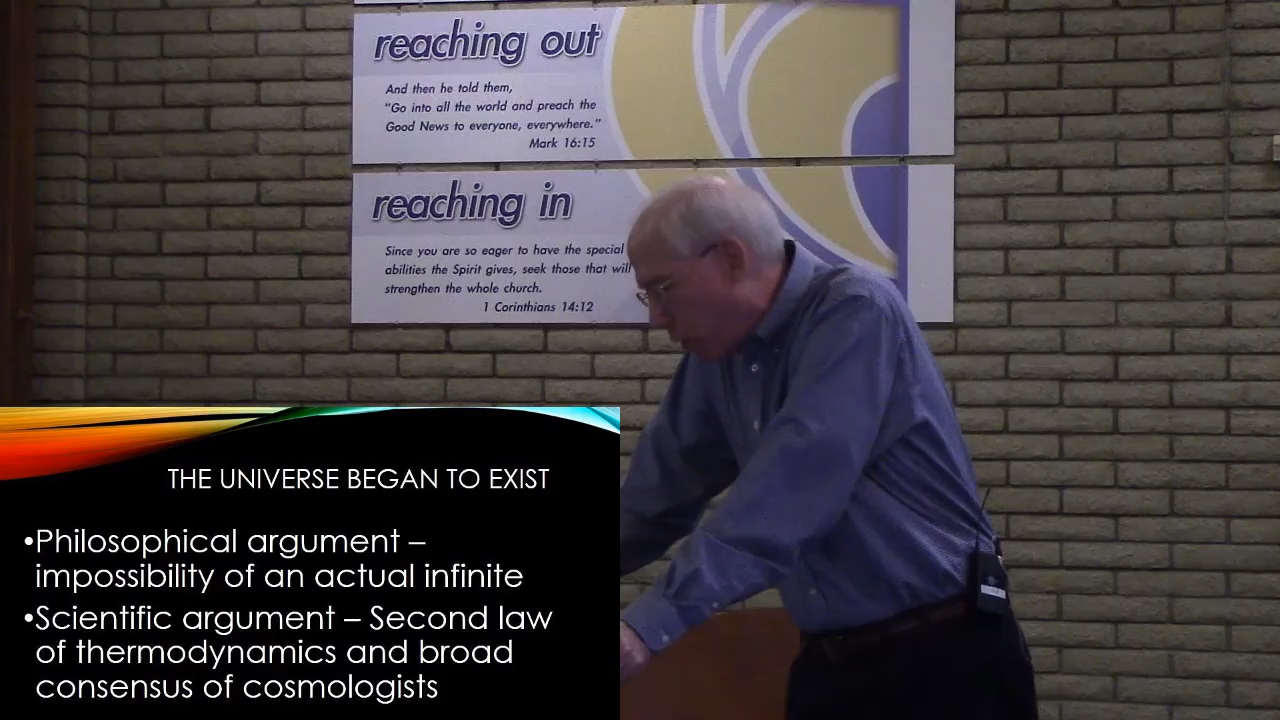 reaching out
And then he told them,
"Go into all the world and preach the
Good News to everyone, everywhere."
Mark 16:15
reaching in
Since you are so eager to have the special
abilities the Spirit gives, seek those that will
strengthen the whole church.
1 Corinthians 14:12
THE UNIVERSE BEGAN TO EXIST
•Philosophical argument –
impossibility of an actual infinite
•Scientific argument – Second law
of thermodynamics and broad
consensus of cosmologists